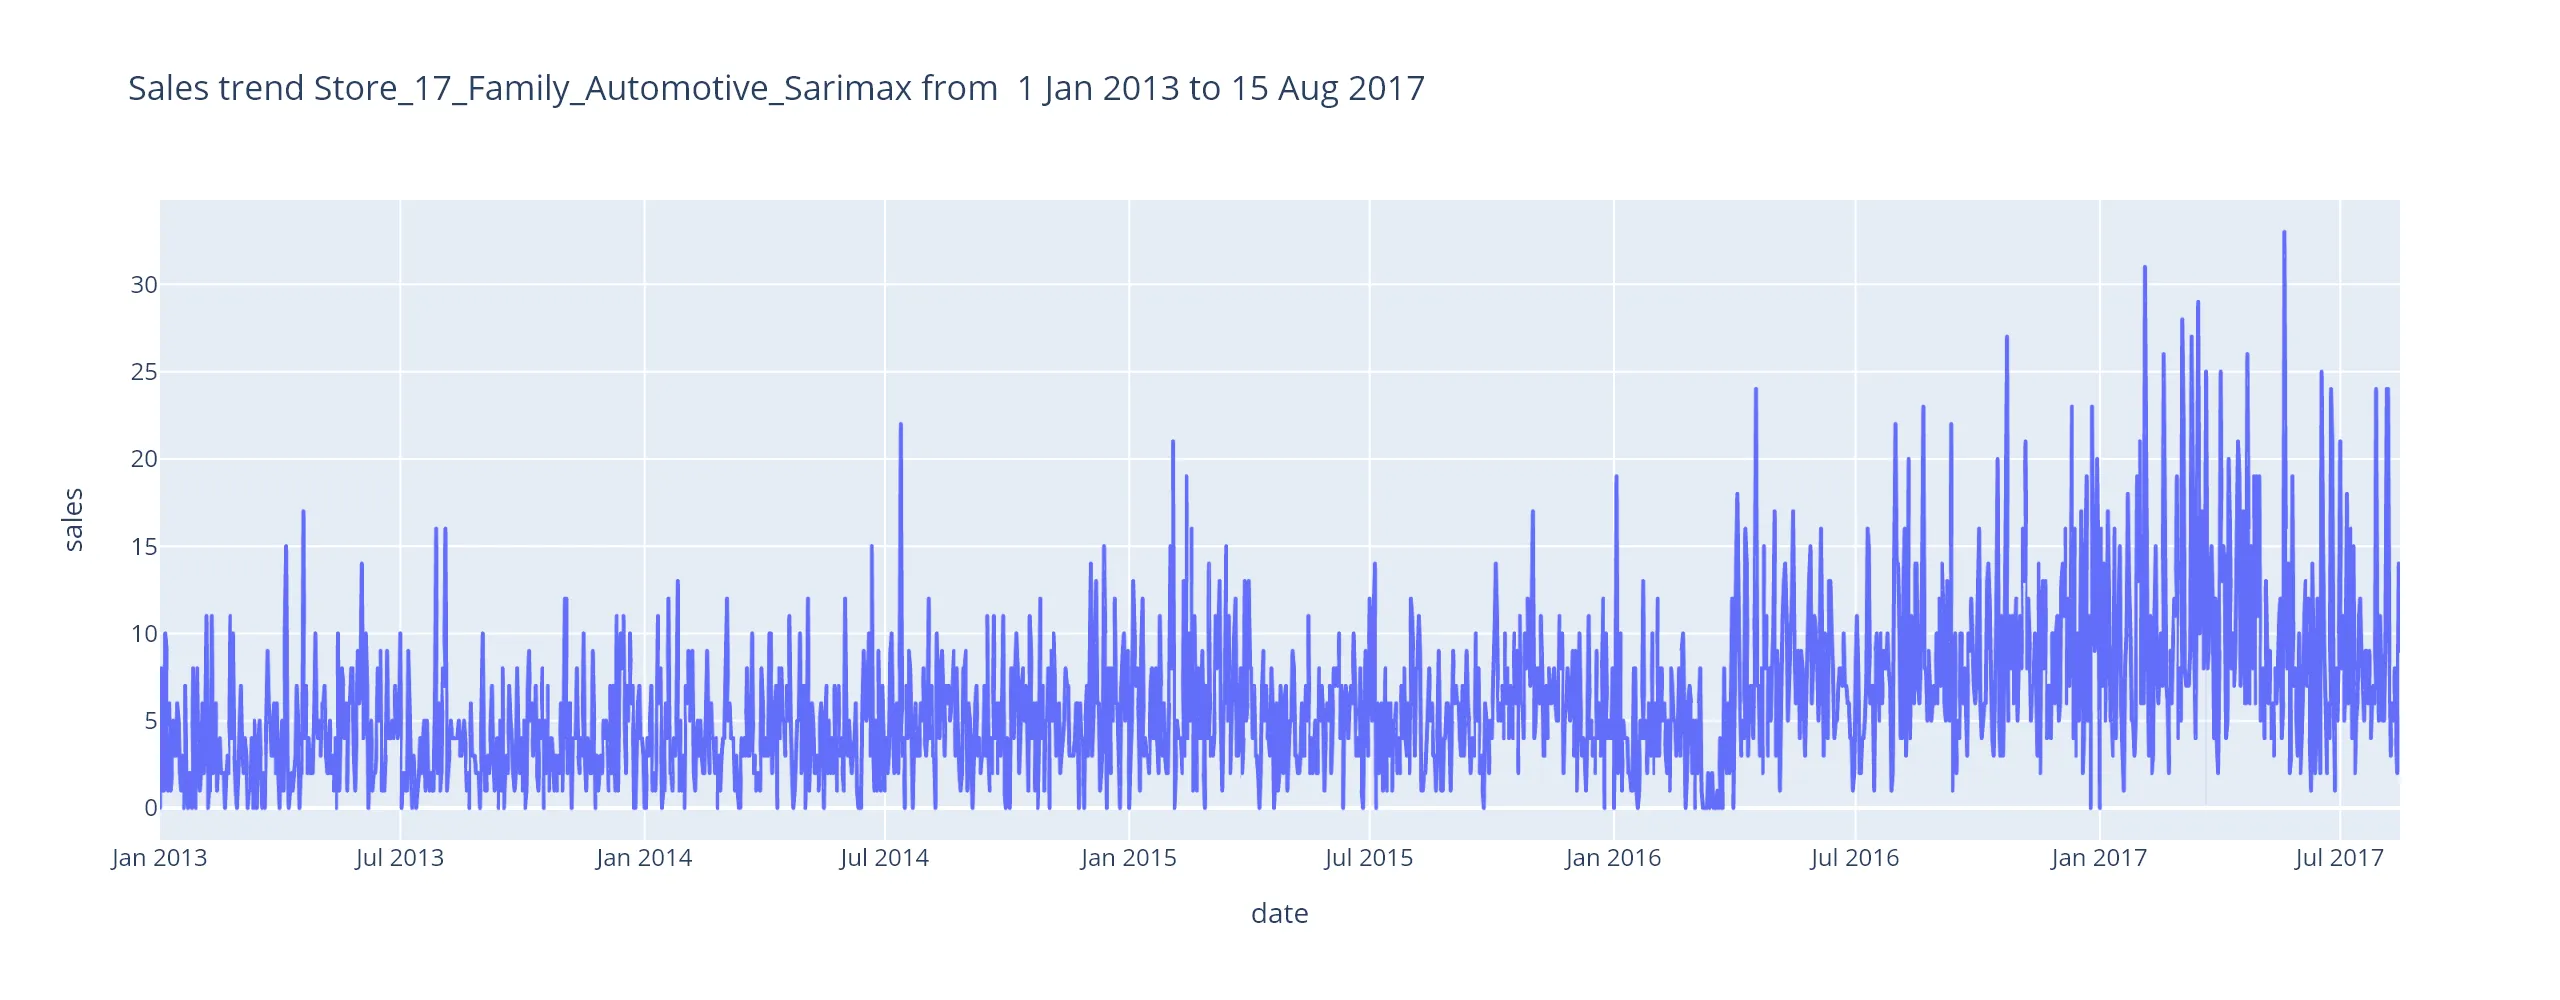 Sales trend Store_17_Family_Automotive_Sarimax from  1 Jan 2013 to 15 Aug 2017
sales
30
25
20
15
10
5
0
Jan 2013 Jul 2013 Jan 2014 Jul 2014 Jan 2015 Jul 2015 Jan 2016 Jul 2016 Jan 2017 Jul 2017
date